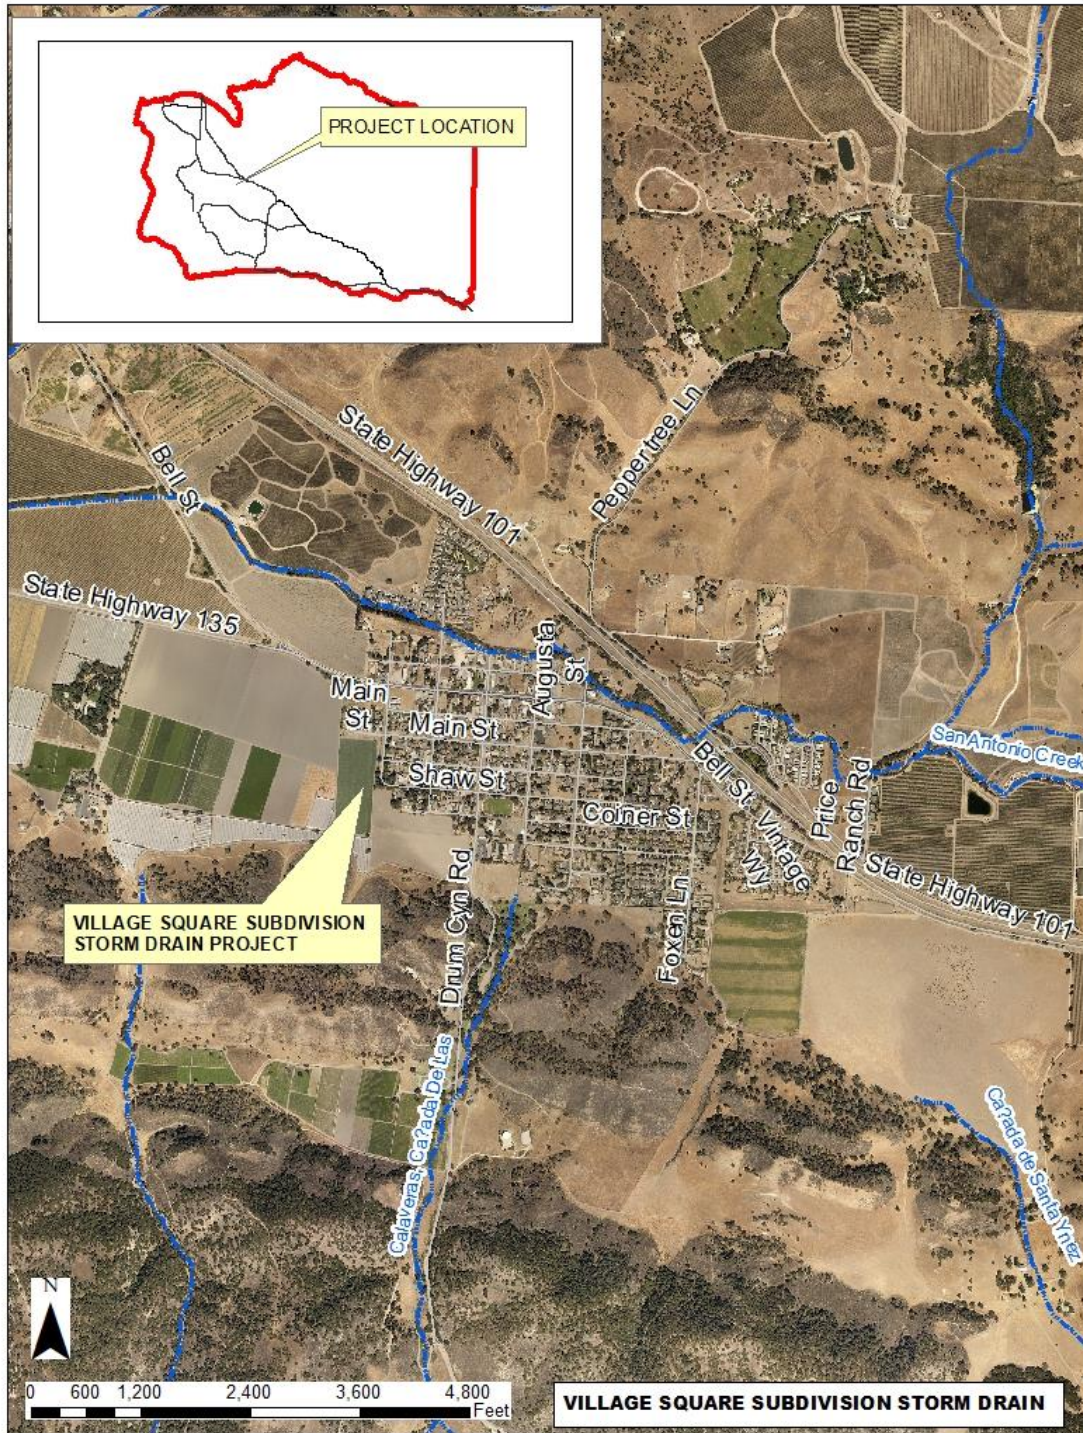 PROJECT LOCATION
State Highway 101
Peppertree Ln
Bell St
State Highway 135
Augusta
St
Main
St
Main St
Shaw St
Colner St
Bell St
Vintage
Wy
Price
Ranch Rd
San Antonio Creek
State Highway 101
Foxen Ln
Drum Cyn Rd
VILLAGE SQUARE SUBDIVISION
STORM DRAIN PROJECT
Calaveras, Ca?ada De Las
Ca?ada de Santa Ynez
N
0 600 1,200 2,400 3,600 4,800
Feet
VILLAGE SQUARE SUBDIVISION STORM DRAIN